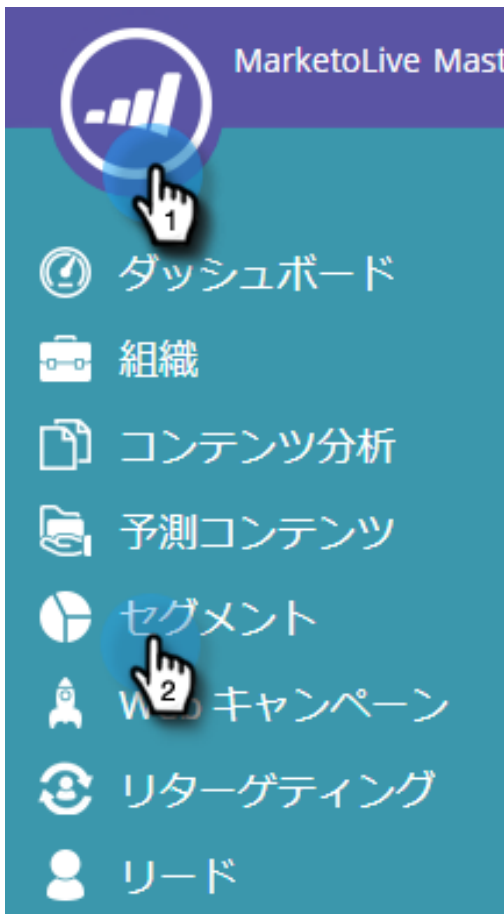 MarketoLive Mast
1
ダッシュボード
組織
コンテンツ分析
予測コンテンツ
セグメント
2
Web キャンペーン
リターゲティング
リード